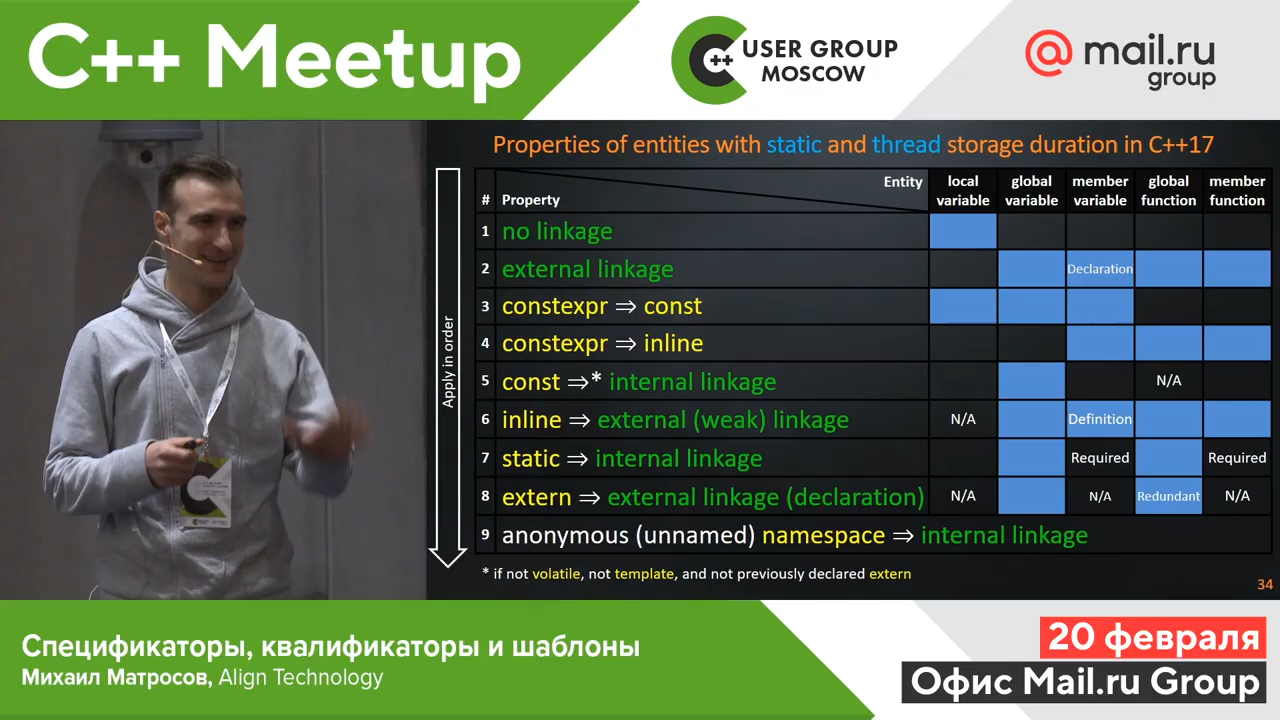 C++ Meetup
C++ USER GROUP
MOSCOW
@ mail.ru
group
Properties of entities with static and thread storage duration in C++17
Apply in order
# Property Entity local variable global variable member variable global function member function
1 no linkage
2 external linkage Declaration
3 constexpr ⇒ const
4 constexpr ⇒ inline
5 const ⇒* internal linkage N/A
6 inline ⇒ external (weak) linkage N/A Definition
7 static ⇒ internal linkage Required Required
8 extern ⇒ external linkage (declaration) N/A N/A Redundant N/A
9 anonymous (unnamed) namespace ⇒ internal linkage
* if not volatile, not template, and not previously declared extern
34
Спецификаторы, квалификаторы и шаблоны
Михаил Матросов, Align Technology
20 февраля
Офис Mail.ru Group